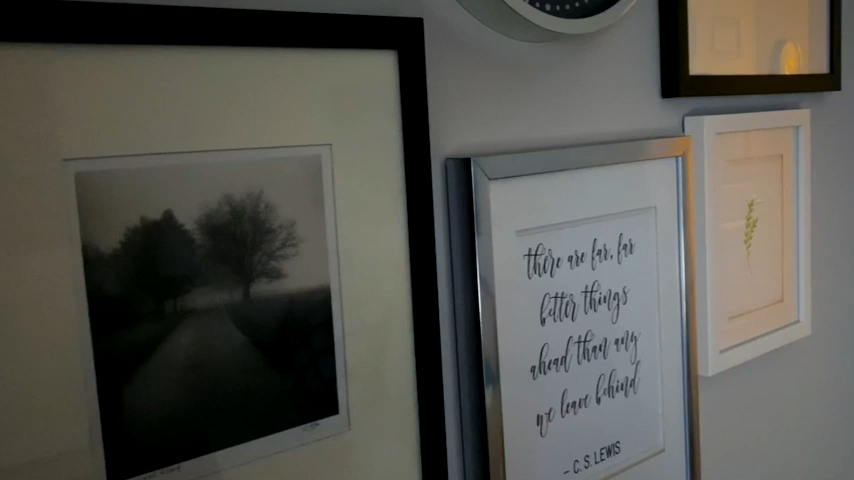 there are far, far
better things
ahead than any
we leave behind
– C. S. LEWIS